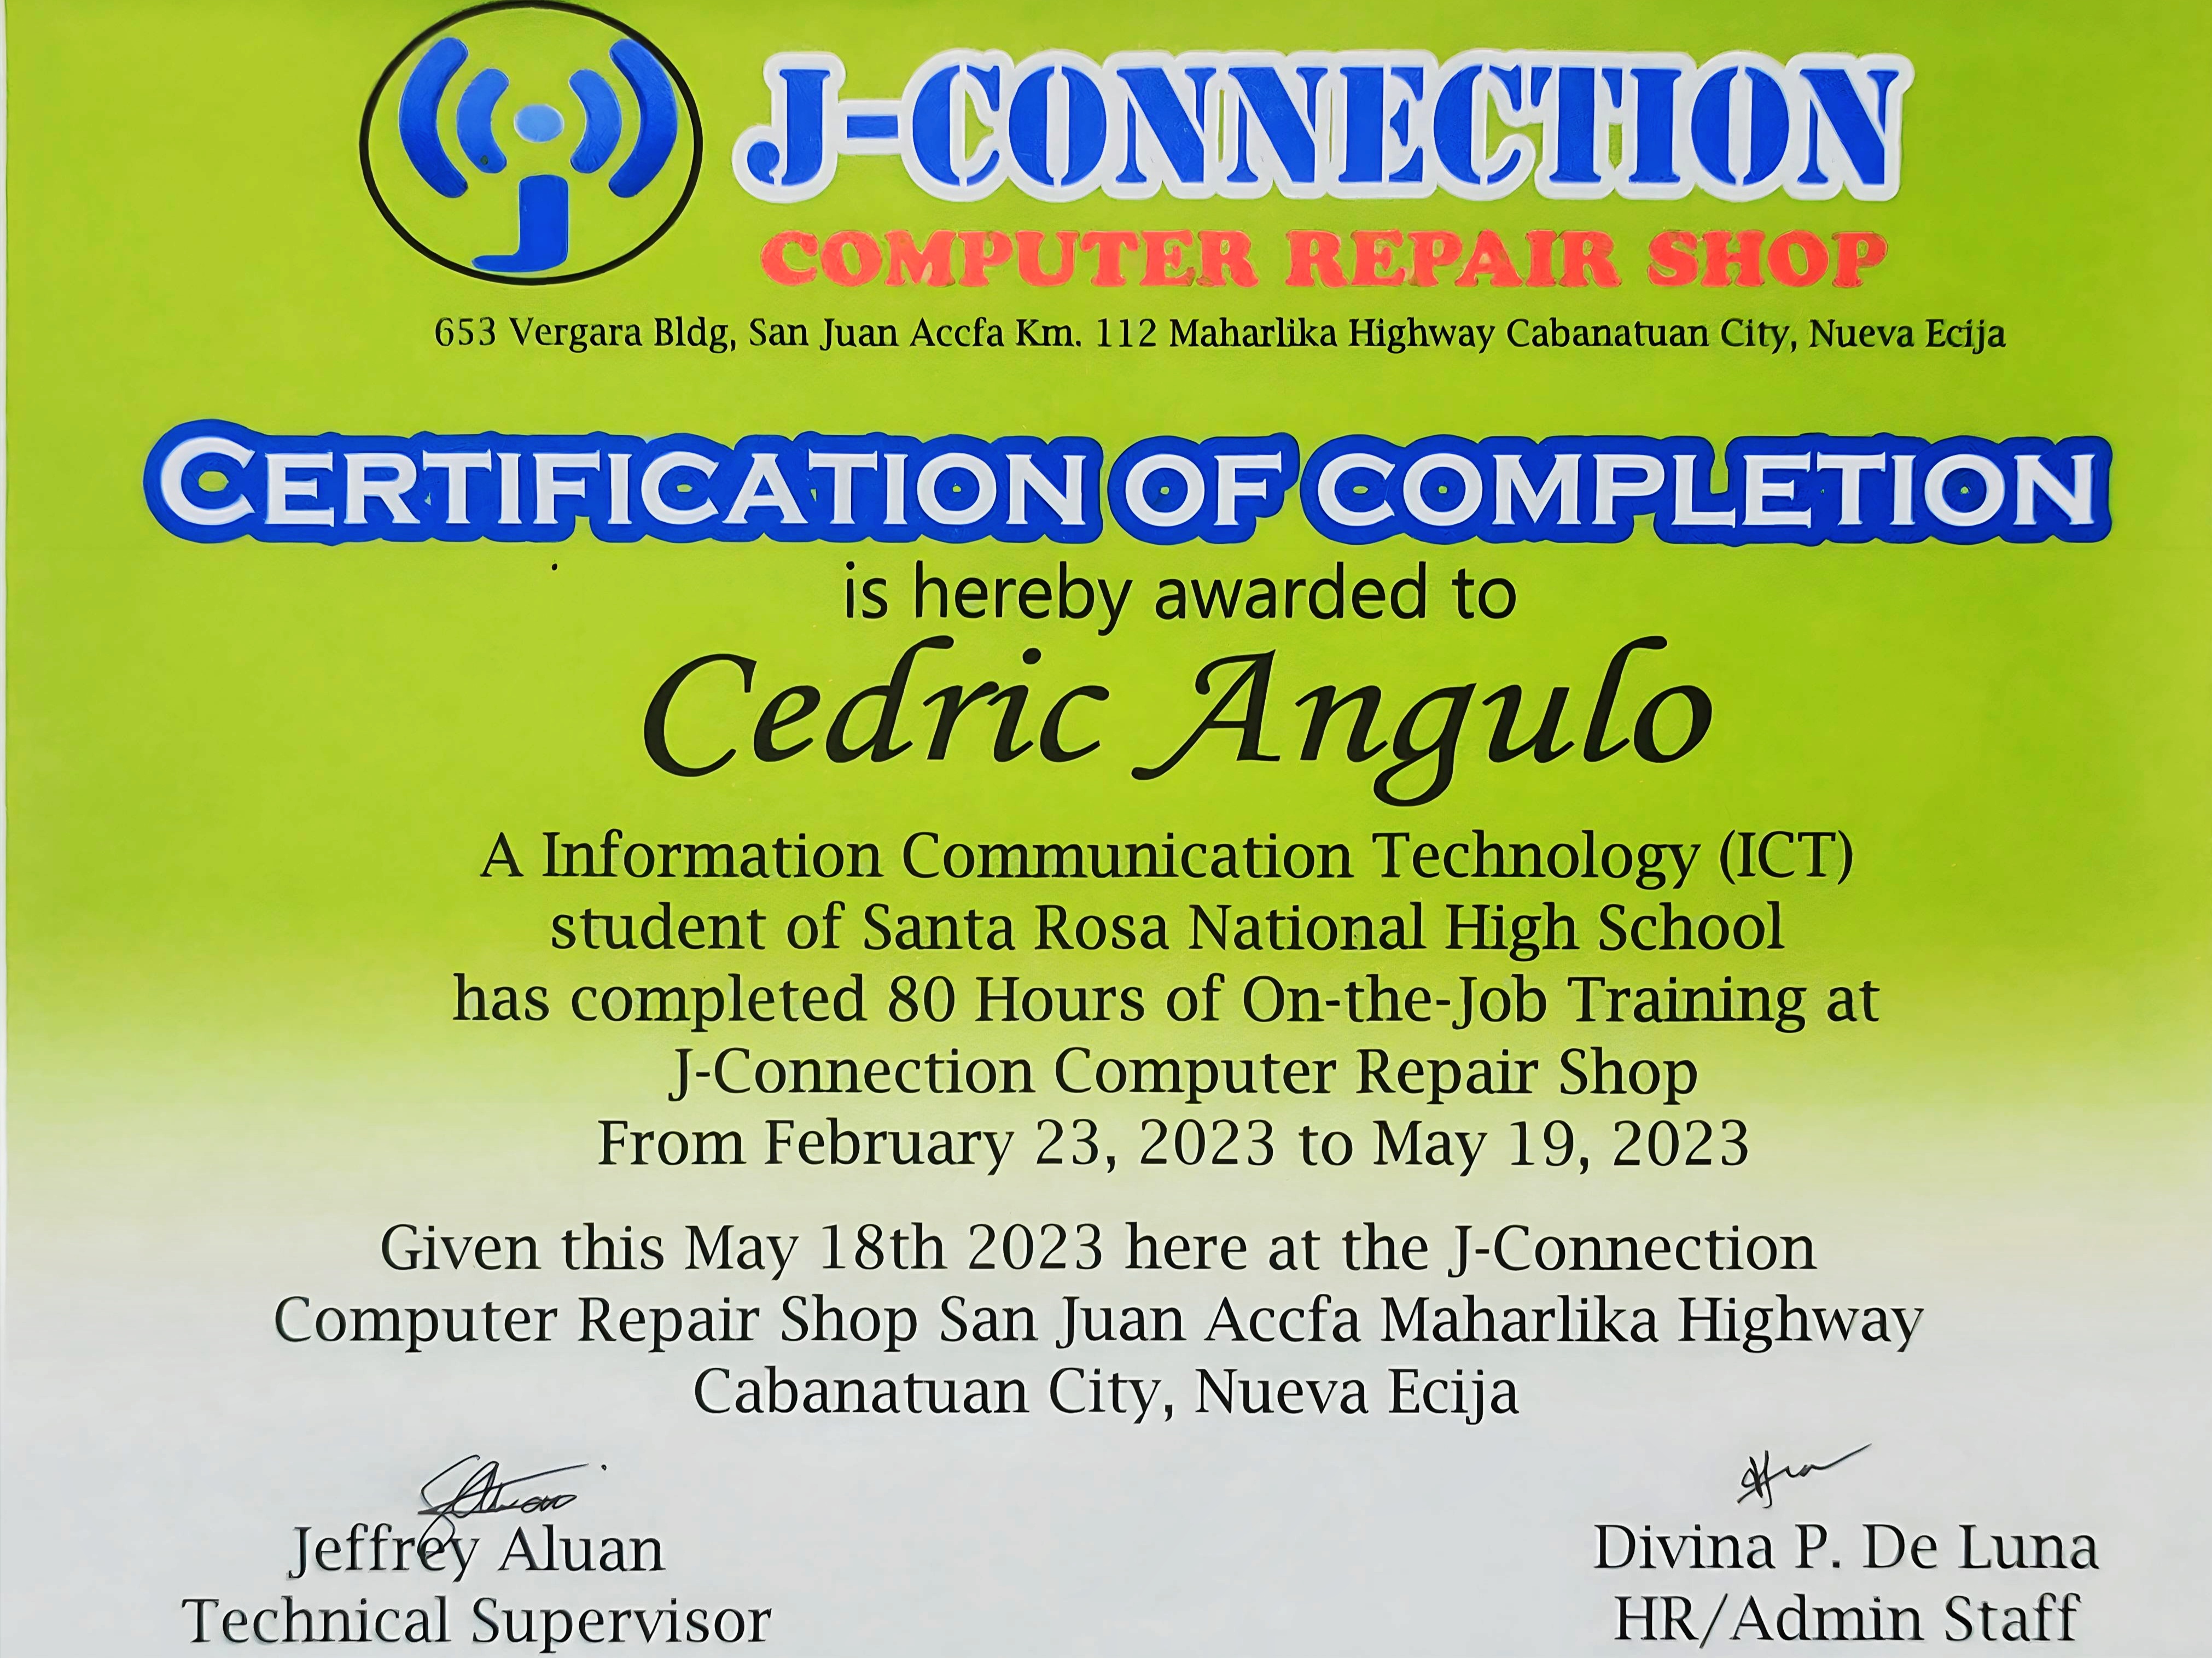 J-CONNECTION
COMPUTER REPAIR SHOP
653 Vergara Bldg, San Juan Accfa Km. 112 Maharlika Highway Cabanatuan City, Nueva Ecija
CERTIFICATION OF COMPLETION
is hereby awarded to
Cedric Angulo
A Information Communication Technology (ICT)
student of Santa Rosa National High School
has completed 80 Hours of On-the-Job Training at
J-Connection Computer Repair Shop
From February 23, 2023 to May 19, 2023
Given this May 18th 2023 here at the J-Connection
Computer Repair Shop San Juan Accfa Maharlika Highway
Cabanatuan City, Nueva Ecija
Jeffrey Aluan
Technical Supervisor
Divina P. De Luna
HR/Admin Staff